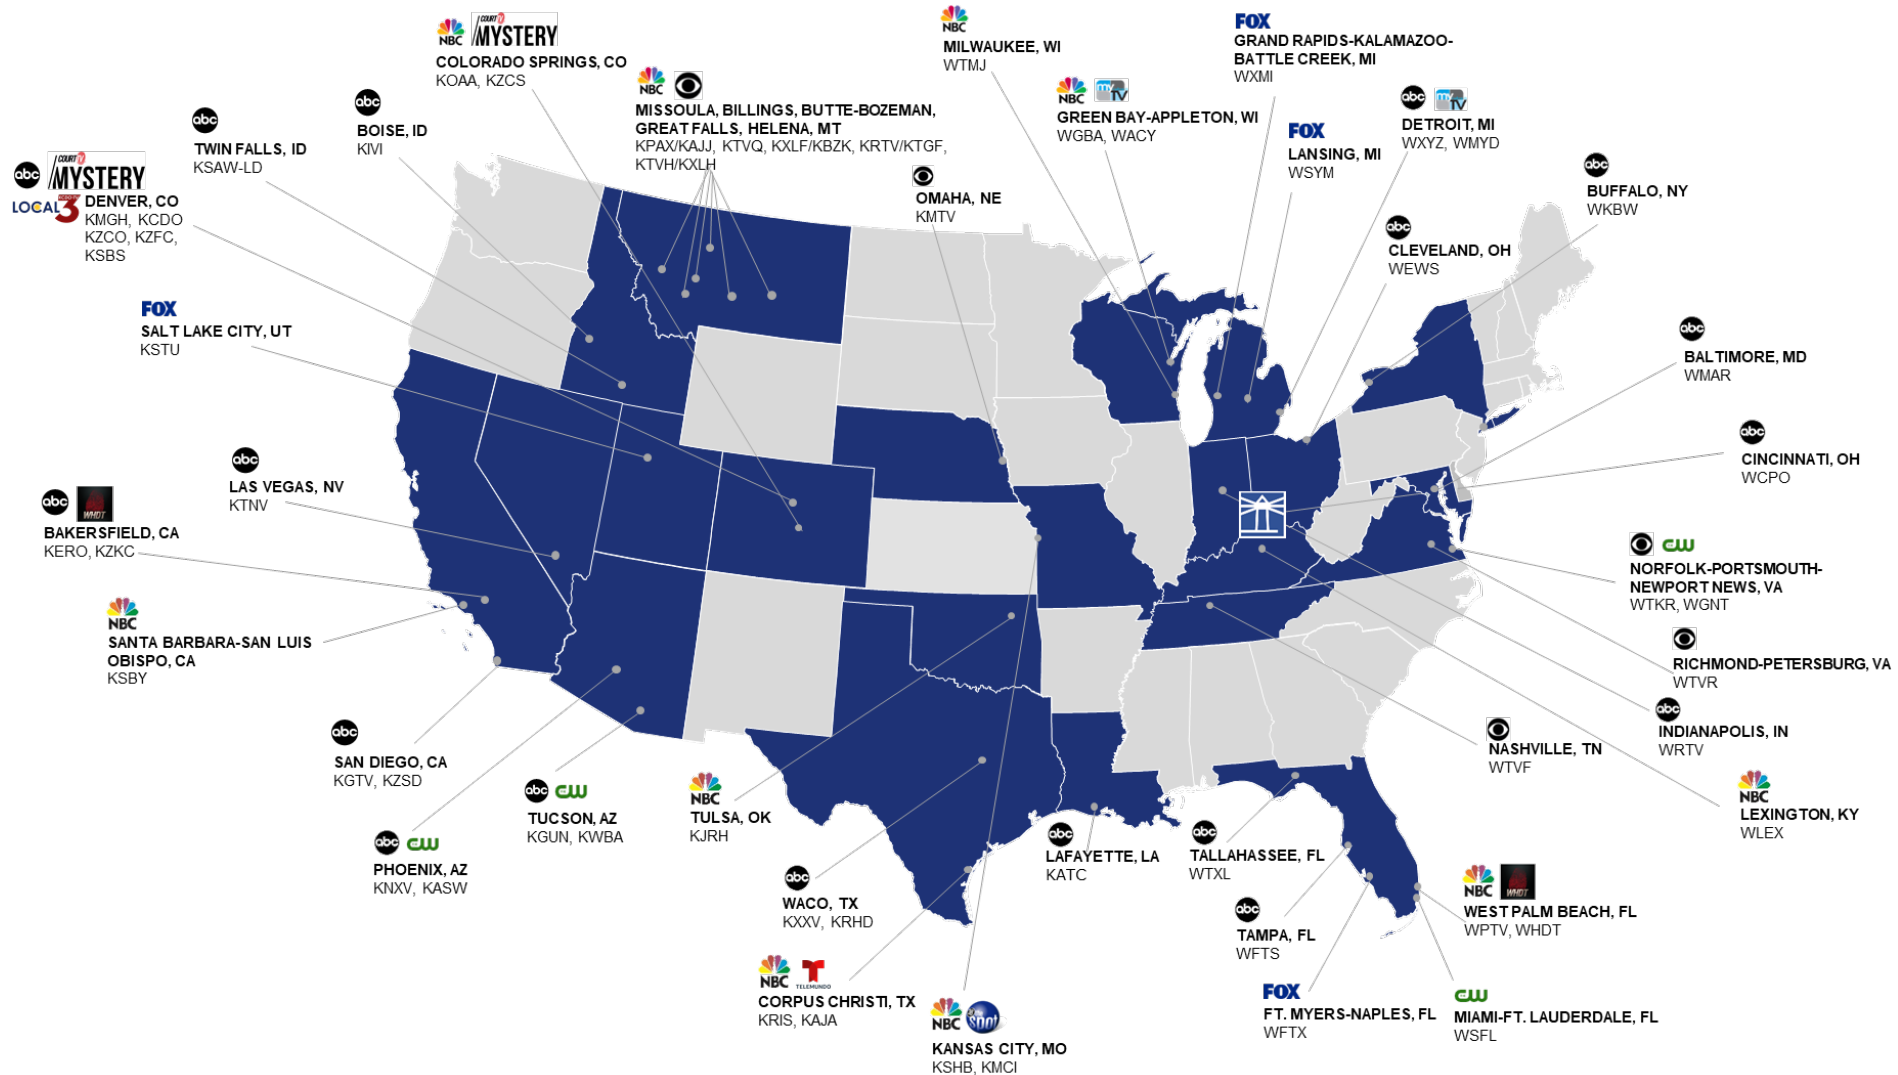 NBC COURT TV MYSTERY
COLORADO SPRINGS, CO
KOAA, KZCS
NBC
MILWAUKEE, WI
WTMJ
FOX
GRAND RAPIDS-KALAMAZOO-
BATTLE CREEK, MI
WXMI
NBC
MISSOULA, BILLINGS, BUTTE-BOZEMAN,
GREAT FALLS, HELENA, MT
KPAX/KAJJ, KTVQ, KXLF/KBZK, KRTV/KTGF,
KTVH/KXLH
NBC my TV
GREEN BAY-APPLETON, WI
WGBA, WACY
abc my TV
DETROIT, MI
WXYZ, WMYD
abc
BOISE, ID
KIVI
abc
TWIN FALLS, ID
KSAW-LD
FOX
LANSING, MI
WSYM
abc
BUFFALO, NY
WKBW
abc COURT TV MYSTERY
LOCAL 3
DENVER, CO
KMGH, KCDO
KZCO, KZFC,
KSBS
OMAHA, NE
KMTV
abc
CLEVELAND, OH
WEWS
FOX
SALT LAKE CITY, UT
KSTU
abc
BALTIMORE, MD
WMAR
abc
CINCINNATI, OH
WCPO
abc
LAS VEGAS, NV
KTNV
abc WHDT
BAKERSFIELD, CA
KERO, KZKC
CW
NORFOLK-PORTSMOUTH-
NEWPORT NEWS, VA
WTKR, WGNT
NBC
SANTA BARBARA-SAN LUIS
OBISPO, CA
KSBY
RICHMOND-PETERSBURG, VA
WTVR
abc
INDIANAPOLIS, IN
WRTV
abc
SAN DIEGO, CA
KGTV, KZSD
NASHVILLE, TN
WTVF
abc CW
TUCSON, AZ
KGUN, KWBA
NBC
TULSA, OK
KJRH
NBC
LEXINGTON, KY
WLEX
abc CW
PHOENIX, AZ
KNXV, KASW
abc
LAFAYETTE, LA
KATC
abc
TALLAHASSEE, FL
WTXL
abc
WACO, TX
KXXV, KRHD
NBC WHDT
WEST PALM BEACH, FL
WPTV, WHDT
abc
TAMPA, FL
WFTS
NBC TELEMUNDO
CORPUS CHRISTI, TX
KRIS, KAJA
NBC spot
KANSAS CITY, MO
KSHB, KMCI
FOX
FT. MYERS-NAPLES, FL
WFTX
CW
MIAMI-FT. LAUDERDALE, FL
WSFL